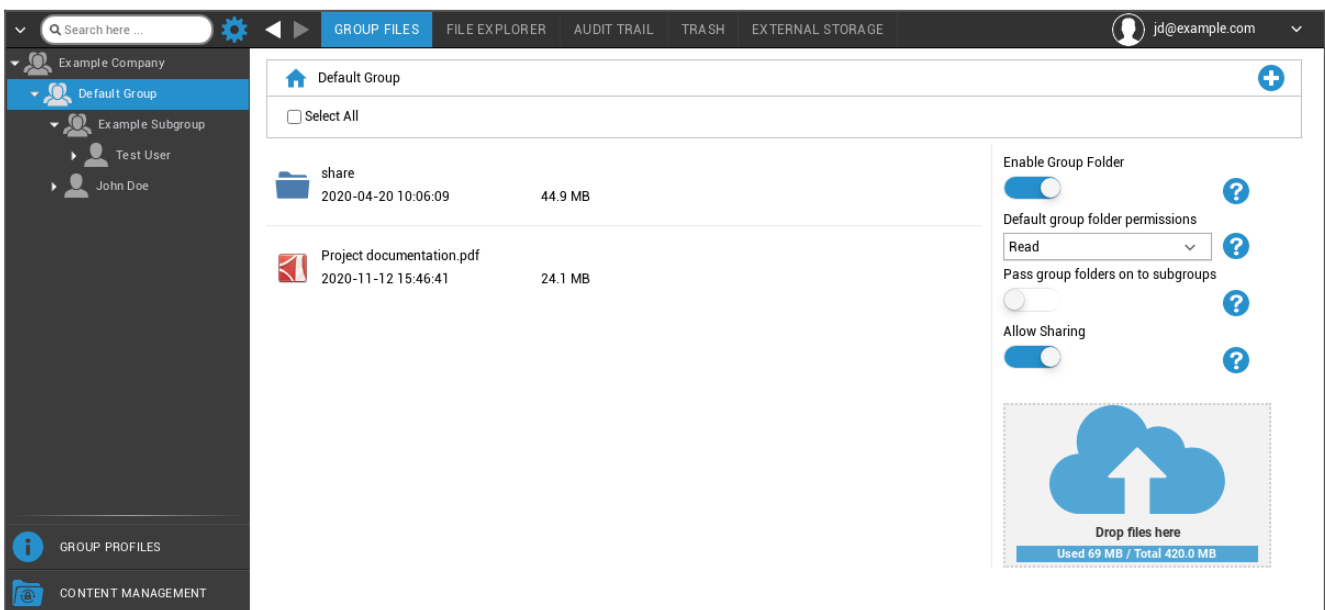 Search here ...
GROUP FILES FILE EXPLORER AUDIT TRAIL TRASH EXTERNAL STORAGE
jd@example.com
Example Company
Default Group
Example Subgroup
Test User
John Doe
GROUP PROFILES
CONTENT MANAGEMENT
Default Group
Select All
share
2020-04-20 10:06:09 44.9 MB
Project documentation.pdf
2020-11-12 15:46:41 24.1 MB
Enable Group Folder
?
Default group folder permissions
Read ?
Pass group folders on to subgroups
?
Allow Sharing
?
Drop files here
Used 69 MB / Total 420.0 MB